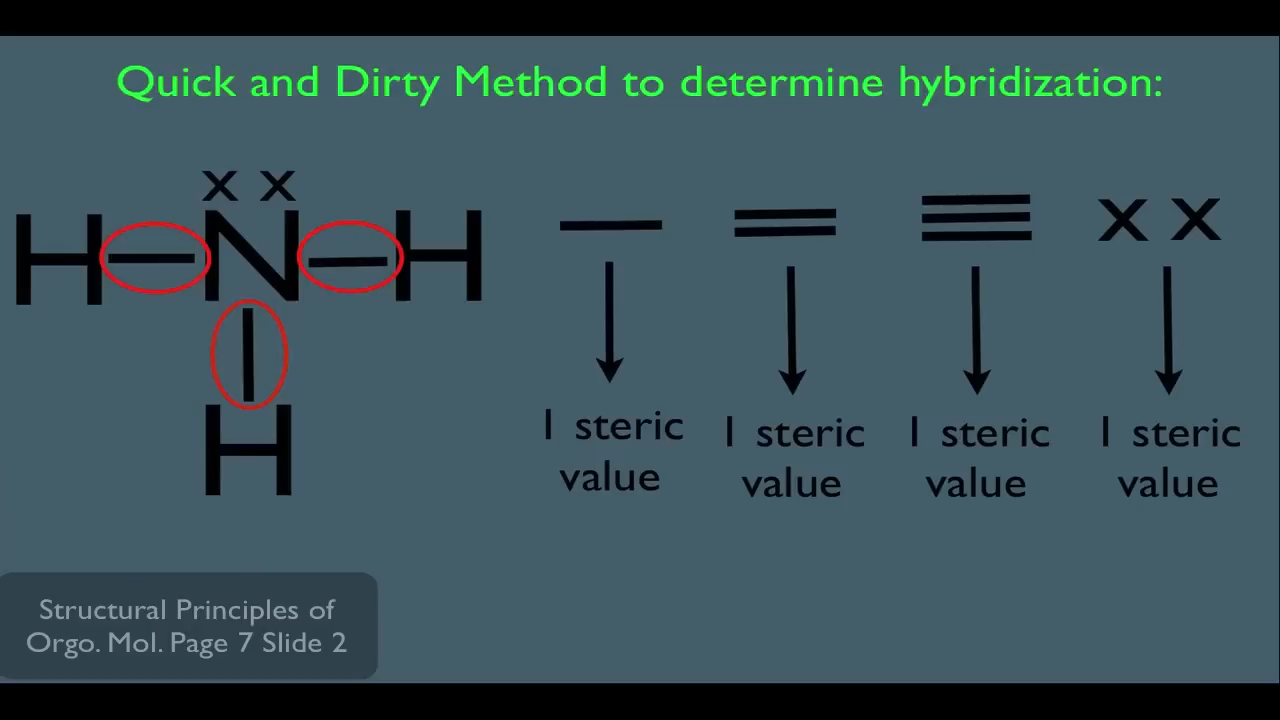 Quick and Dirty Method to determine hybridization:
x x
H N H
H
x x
1 steric value
1 steric value
1 steric value
1 steric value
Structural Principles of
Orgo. Mol. Page 7 Slide 2